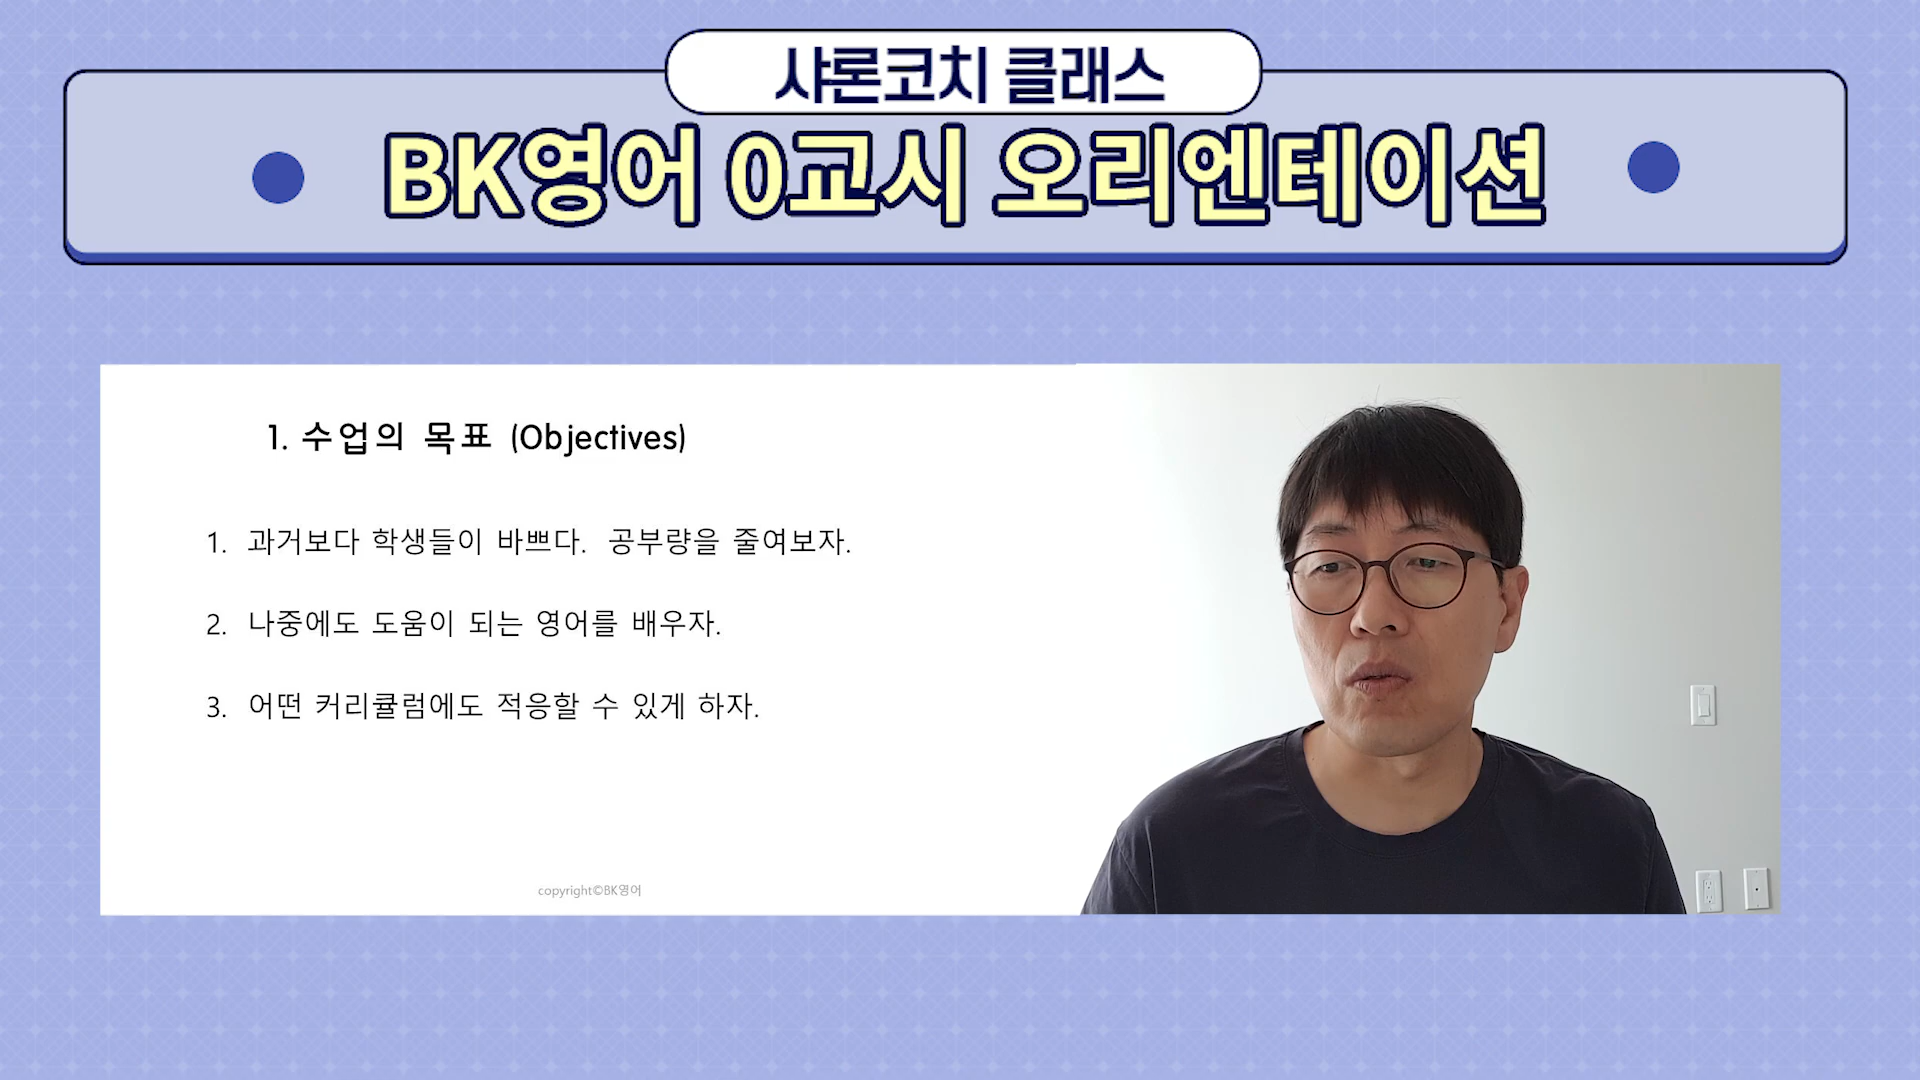 샤론코치 클래스
BK영어 0교시 오리엔테이션
1. 수업의 목표 (Objectives)
1. 과거보다 학생들이 바쁘다. 공부량을 줄여보자.
2. 나중에도 도움이 되는 영어를 배우자.
3. 어떤 커리큘럼에도 적응할 수 있게 하자.
copyright©BK영어